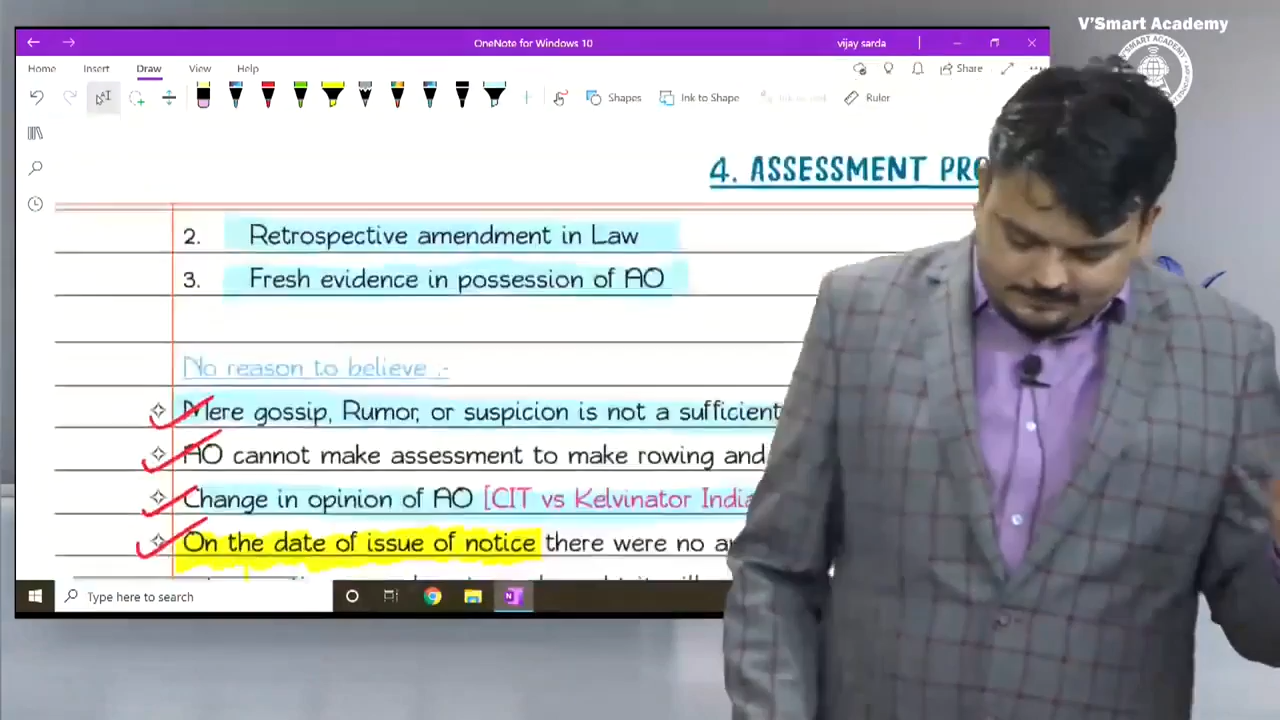 V'Smart Academy
OneNote for Windows 10
vijay sarda
Home Insert Draw View Help
Share
Shapes
Ink to Shape
Ink to Math
Ruler
4. ASSESSMENT
2. Retrospective amendment in Law
3. Fresh evidence in possession of AO
No reason to believe :-
Mere gossip, Rumor, or suspicion is not a sufficient
AO cannot make assessment to make rowing and
Change in opinion of AO [CIT vs Kelvinator India
On the date of issue of notice there were no
Type here to search